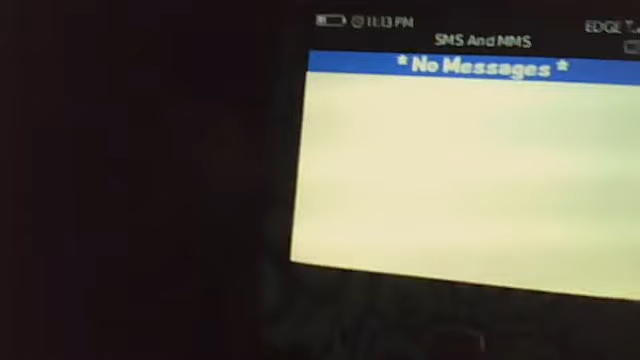 11:13 PM
EDGE
SMS And MMS
* No Messages *